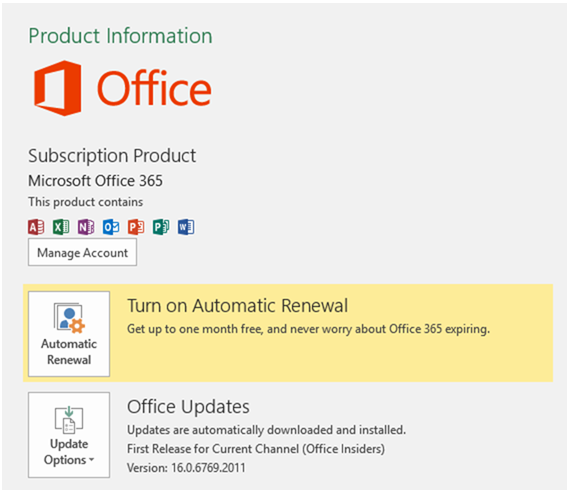 Product Information
Office
Subscription Product
Microsoft Office 365
This product contains
A X N O P P W
Manage Account
Automatic
Renewal
Turn on Automatic Renewal
Get up to one month free, and never worry about Office 365 expiring.
Update
Options
Office Updates
Updates are automatically downloaded and installed.
First Release for Current Channel (Office Insiders)
Version: 16.0.6769.2011